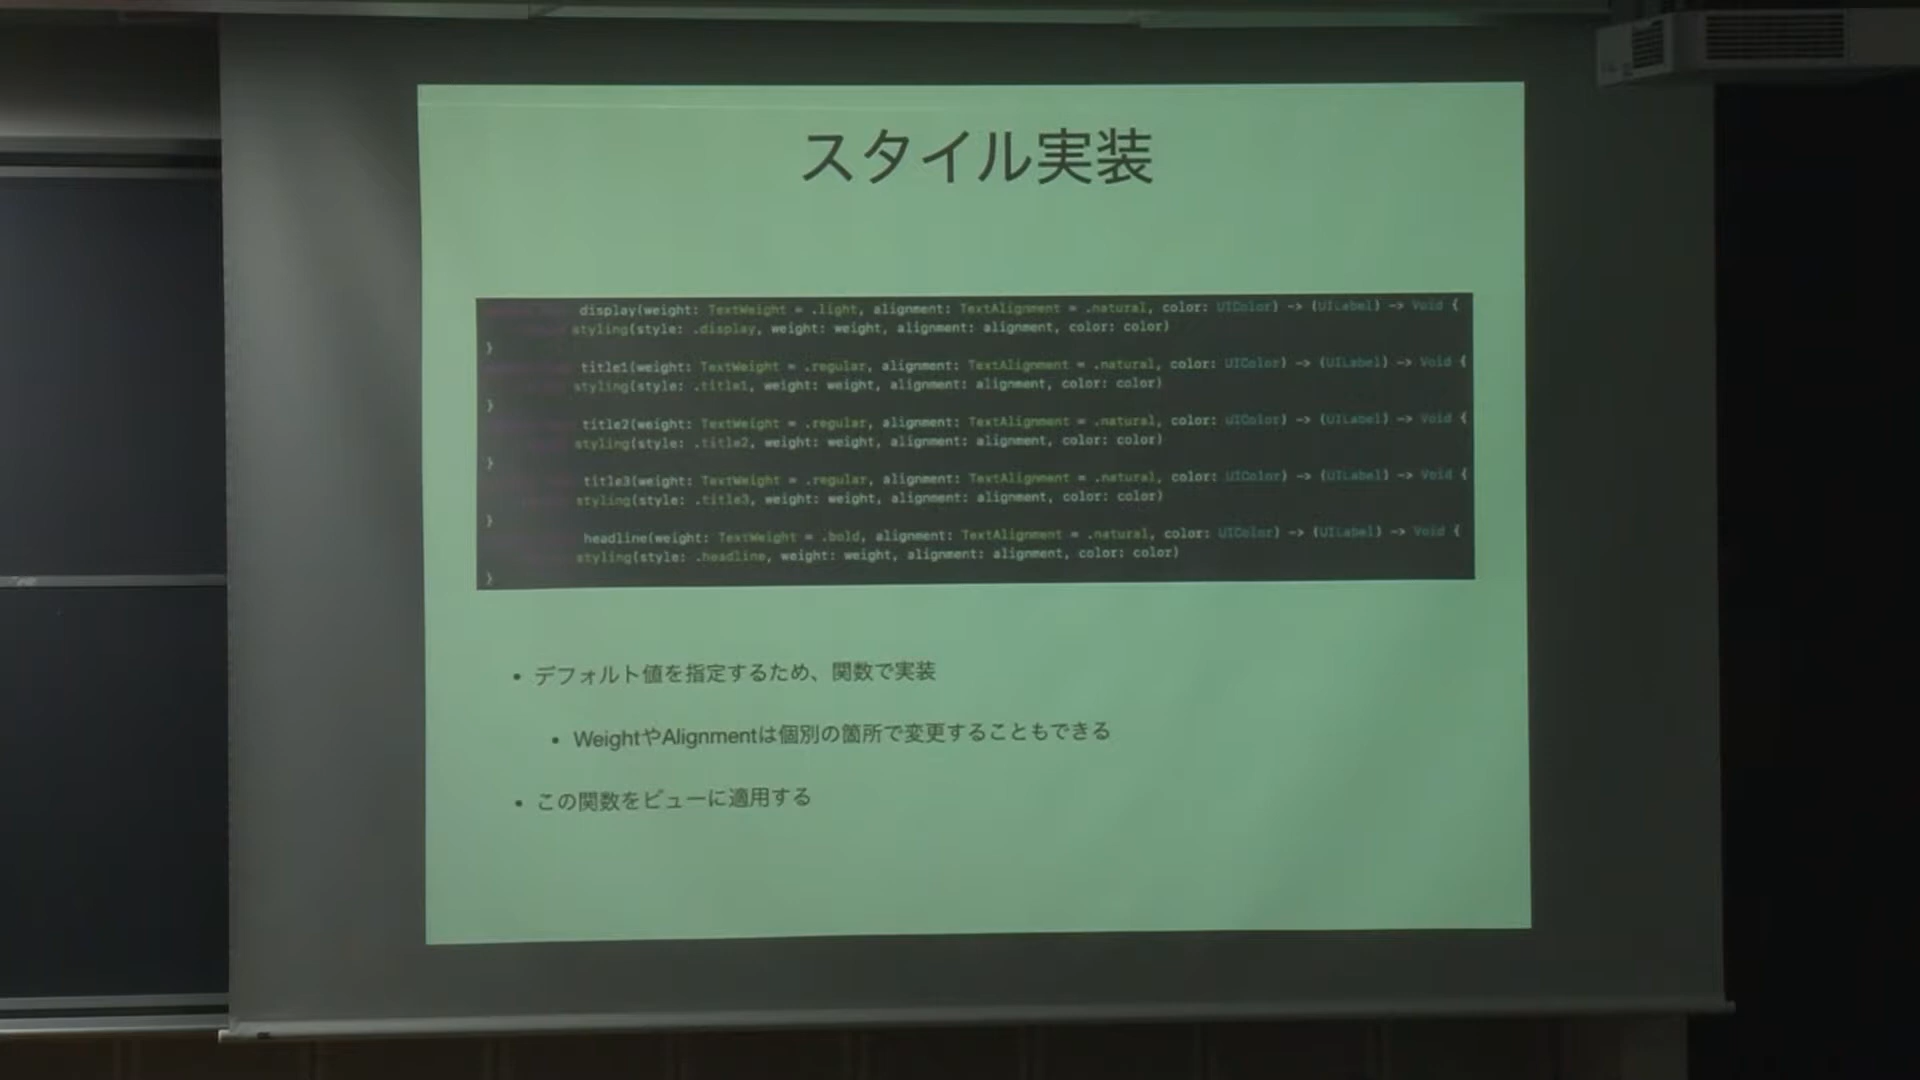 スタイル実装
display(weight: TextWeight = .light, alignment: TextAlignment = .natural, color: UIColor) -> (UILabel) -> Void {
styling(style: .display, weight: weight, alignment: alignment, color: color)
}
title1(weight: TextWeight = .regular, alignment: TextAlignment = .natural, color: UIColor) -> (UILabel) -> Void {
styling(style: .title1, weight: weight, alignment: alignment, color: color)
}
title2(weight: TextWeight = .regular, alignment: TextAlignment = .natural, color: UIColor) -> (UILabel) -> Void {
styling(style: .title2, weight: weight, alignment: alignment, color: color)
}
title3(weight: TextWeight = .regular, alignment: TextAlignment = .natural, color: UIColor) -> (UILabel) -> Void {
styling(style: .title3, weight: weight, alignment: alignment, color: color)
}
headline(weight: TextWeight = .bold, alignment: TextAlignment = .natural, color: UIColor) -> (UILabel) -> Void {
styling(style: .headline, weight: weight, alignment: alignment, color: color)
}
• デフォルト値を指定するため、関数で実装
• WeightやAlignmentは個別の箇所で変更することもできる
• この関数をビューに適用する